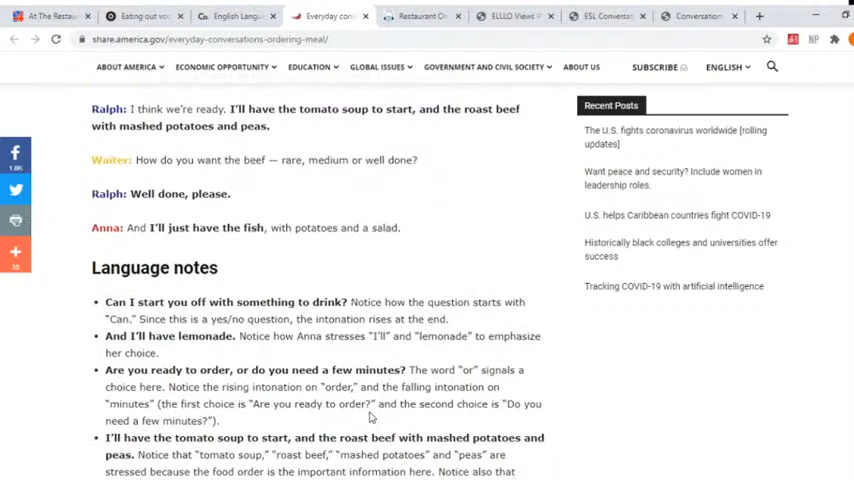 At The Restau
Eating out voc
English Langu
Everyday con
Restaurant O
ELLLO Views
ESL Conversat
Conversation
share.america.gov/everyday-conversations-ordering-meal/
NP
ABOUT AMERICA ECONOMIC OPPORTUNITY EDUCATION GLOBAL ISSUES GOVERNMENT AND CIVIL SOCIETY ABOUT US SUBSCRIBE ENGLISH
Ralph: I think we're ready. I'll have the tomato soup to start, and the roast beef
with mashed potatoes and peas.
Waiter: How do you want the beef — rare, medium or well done?
Ralph: Well done, please.
Anna: And I'll just have the fish, with potatoes and a salad.
Language notes
• Can I start you off with something to drink? Notice how the question starts with
"Can." Since this is a yes/no question, the intonation rises at the end.
• And I'll have lemonade. Notice how Anna stresses "I'll" and "lemonade" to emphasize
her choice.
• Are you ready to order, or do you need a few minutes? The word "or" signals a
choice here. Notice the rising intonation on "order," and the falling intonation on
"minutes" (the first choice is "Are you ready to order?" and the second choice is "Do you
need a few minutes?").
• I'll have the tomato soup to start, and the roast beef with mashed potatoes and
peas. Notice that "tomato soup," "roast beef," "mashed potatoes" and "peas" are
stressed because the food order is the important information here. Notice also that
Recent Posts
The U.S. fights coronavirus worldwide [rolling
updates]
Want peace and security? Include women in
leadership roles.
U.S. helps Caribbean countries fight COVID-19
Historically black colleges and universities offer
success
Tracking COVID-19 with artificial intelligence